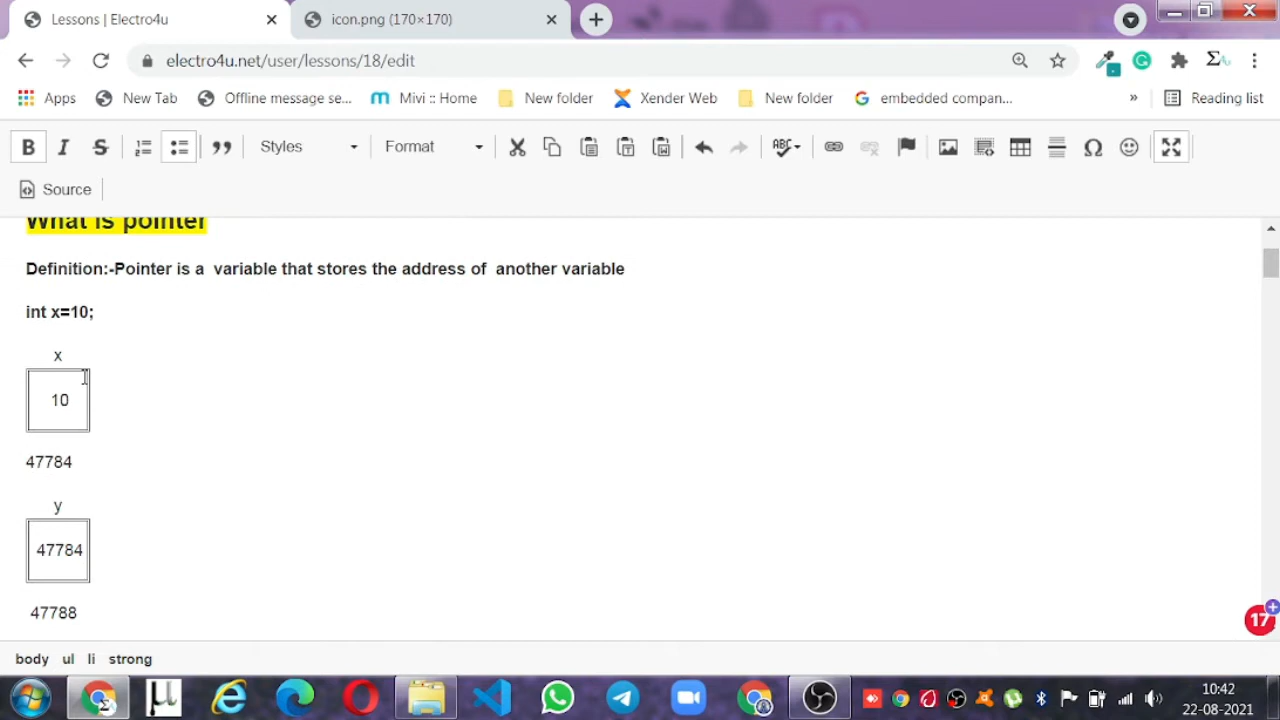 Lessons | Electro4u
icon.png (170×170)
electro4u.net/user/lessons/18/edit
Apps New Tab Offline message se... Mivi :: Home New folder Xender Web New folder embedded compan... » Reading list
B I S Styles Format ABC
Source
What is pointer
Definition:-Pointer is a variable that stores the address of another variable
int x=10;
x
10
47784
y
47784
47788
17
body ul li strong
10:42
22-08-2021